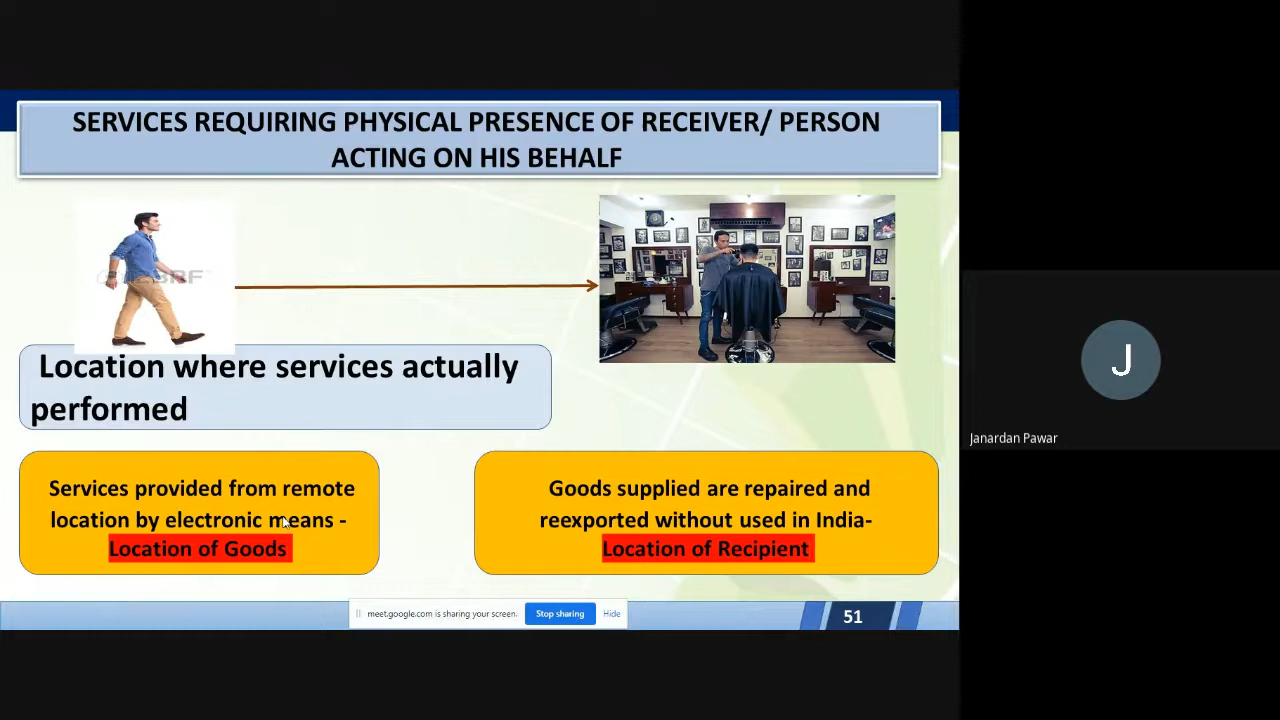 SERVICES REQUIRING PHYSICAL PRESENCE OF RECEIVER/ PERSON
ACTING ON HIS BEHALF
Location where services actually
performed
Services provided from remote
location by electronic means -
Location of Goods
Goods supplied are repaired and
reexported without used in India-
Location of Recipient
meet.google.com is sharing your screen.
Stop sharing
Hide
51
J
Janardan Pawar